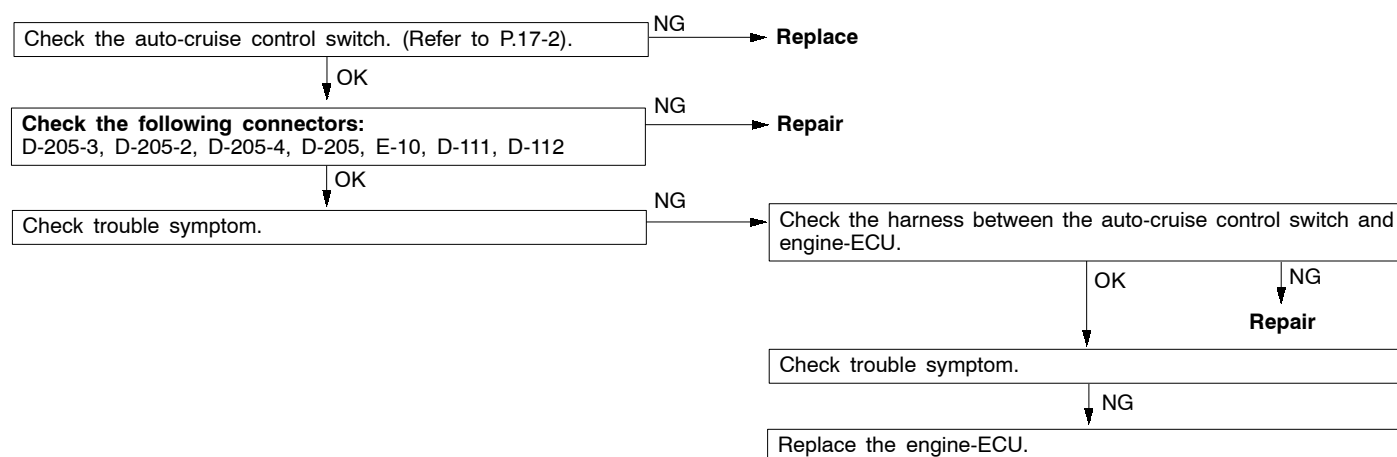 Check the auto-cruise control switch. (Refer to P.17-2).
NG
Replace
OK
Check the following connectors:
D-205-3, D-205-2, D-205-4, D-205, E-10, D-111, D-112
NG
Repair
OK
Check trouble symptom.
NG
Check the harness between the auto-cruise control switch and
engine-ECU.
OK
NG
Repair
Check trouble symptom.
NG
Replace the engine-ECU.